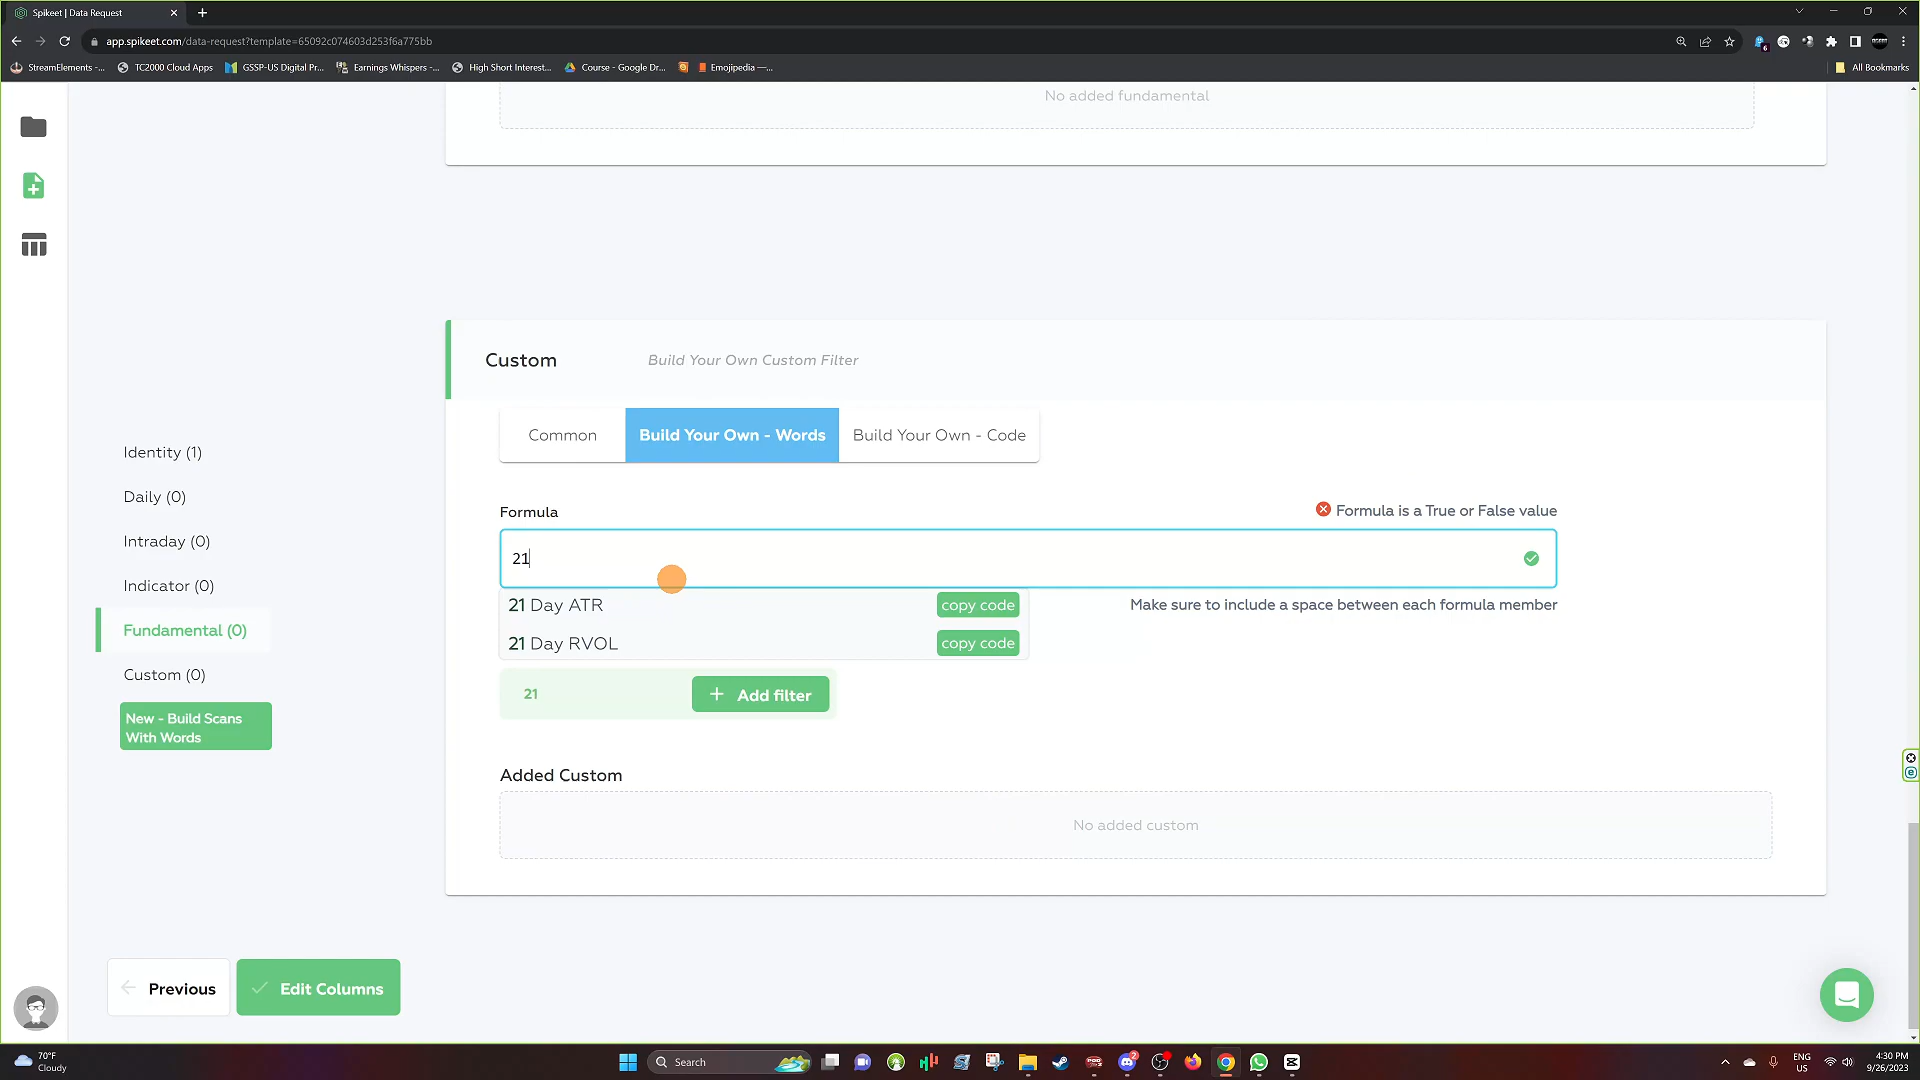 Spikeet | Data Request
app.spikeet.com/data-request?template=65092c074603d253f6a775bb
StreamElements -...
TC2000 Cloud Apps
GSSP-US Digital Pr...
Earnings Whispers -...
High Short Interest...
Course - Google Dr...
Emojipedia —...
All Bookmarks
No added fundamental
Custom
Build Your Own Custom Filter
Common
Build Your Own - Words
Build Your Own - Code
Identity (1)
Daily (0)
Intraday (0)
Indicator (0)
Fundamental (0)
Custom (0)
New - Build Scans
With Words
Formula
Formula is a True or False value
21
21 Day ATR
copy code
Make sure to include a space between each formula member
21 Day RVOL
copy code
21
+ Add filter
Added Custom
No added custom
Previous
Edit Columns
70°F
Cloudy
Search
2
ENG
US
4:30 PM
9/26/2023